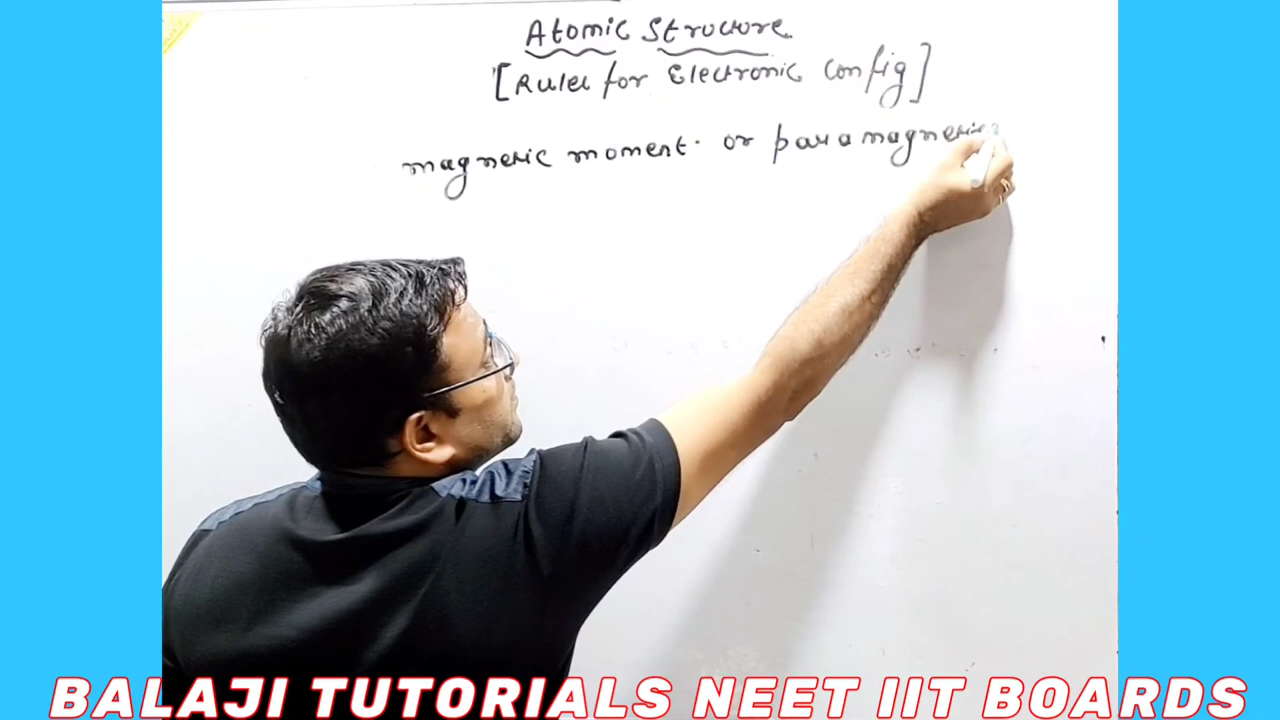 Atomic Structure
[Rules for Electronic Config]
magnetic moment. or paramagnetic
BALAJI TUTORIALS NEET IIT BOARDS